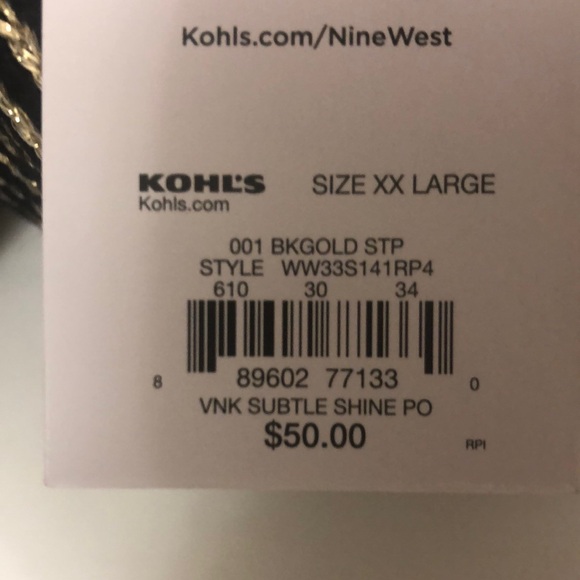 Kohls.com/NineWest
KOHL'S SIZE XX LARGE
Kohls.com
001 BKGOLD STP
STYLE WW33S141RP4
610 30 34
8 89602 77133 0
VNK SUBTLE SHINE PO
$50.00 RPI